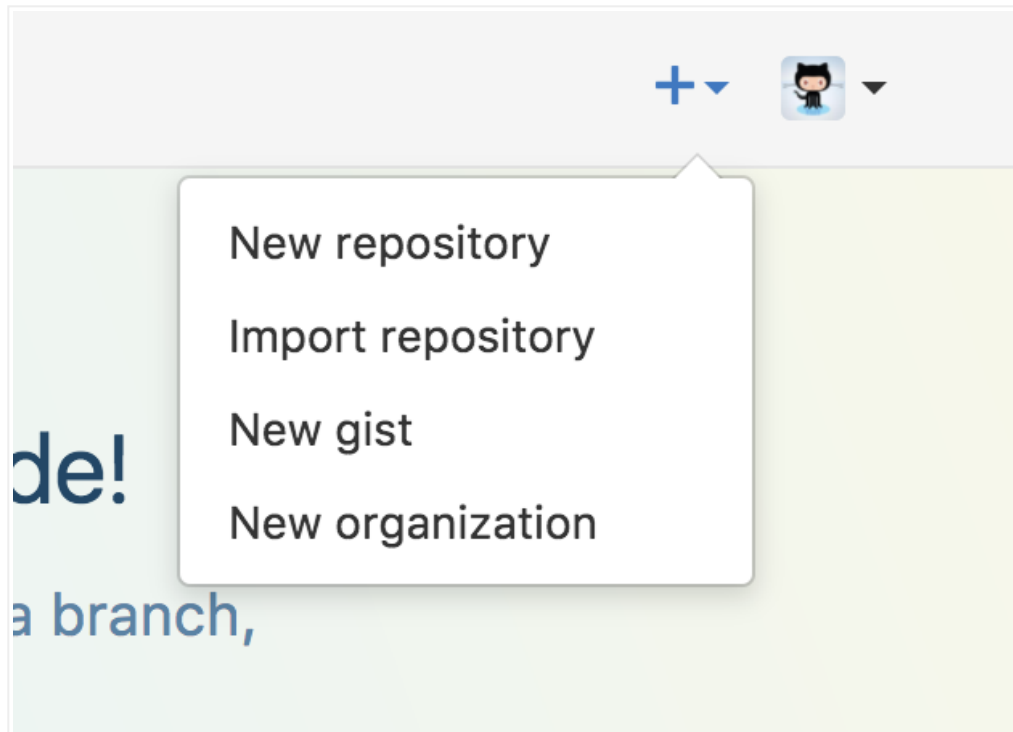 New repository
Import repository
New gist
New organization
de!
a branch,